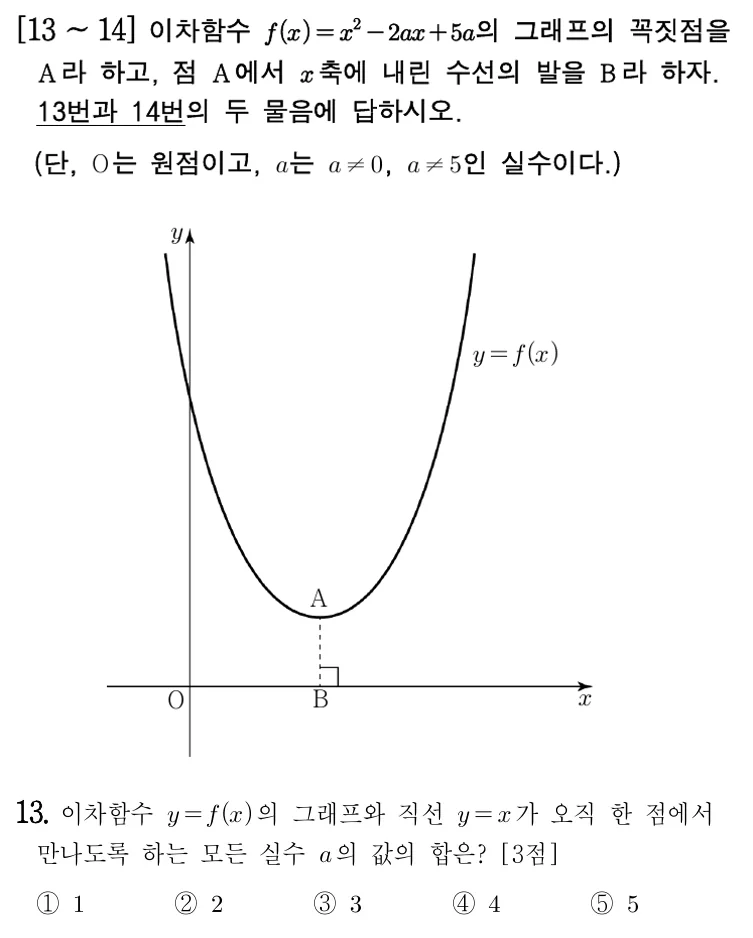 [13 ~ 14] 이차함수 f(x)=x²-2ax+5a의 그래프의 꼭짓점을
A라 하고, 점 A에서 x축에 내린 수선의 발을 B라 하자.
13번과 14번의 두 물음에 답하시오.
(단, O는 원점이고, a는 a≠0, a≠5인 실수이다.)
y
y=f(x)
A
O
B
x
13. 이차함수 y=f(x)의 그래프와 직선 y=x가 오직 한 점에서
만나도록 하는 모든 실수 a의 값의 합은? [3점]
① 1 ② 2 ③ 3 ④ 4 ⑤ 5